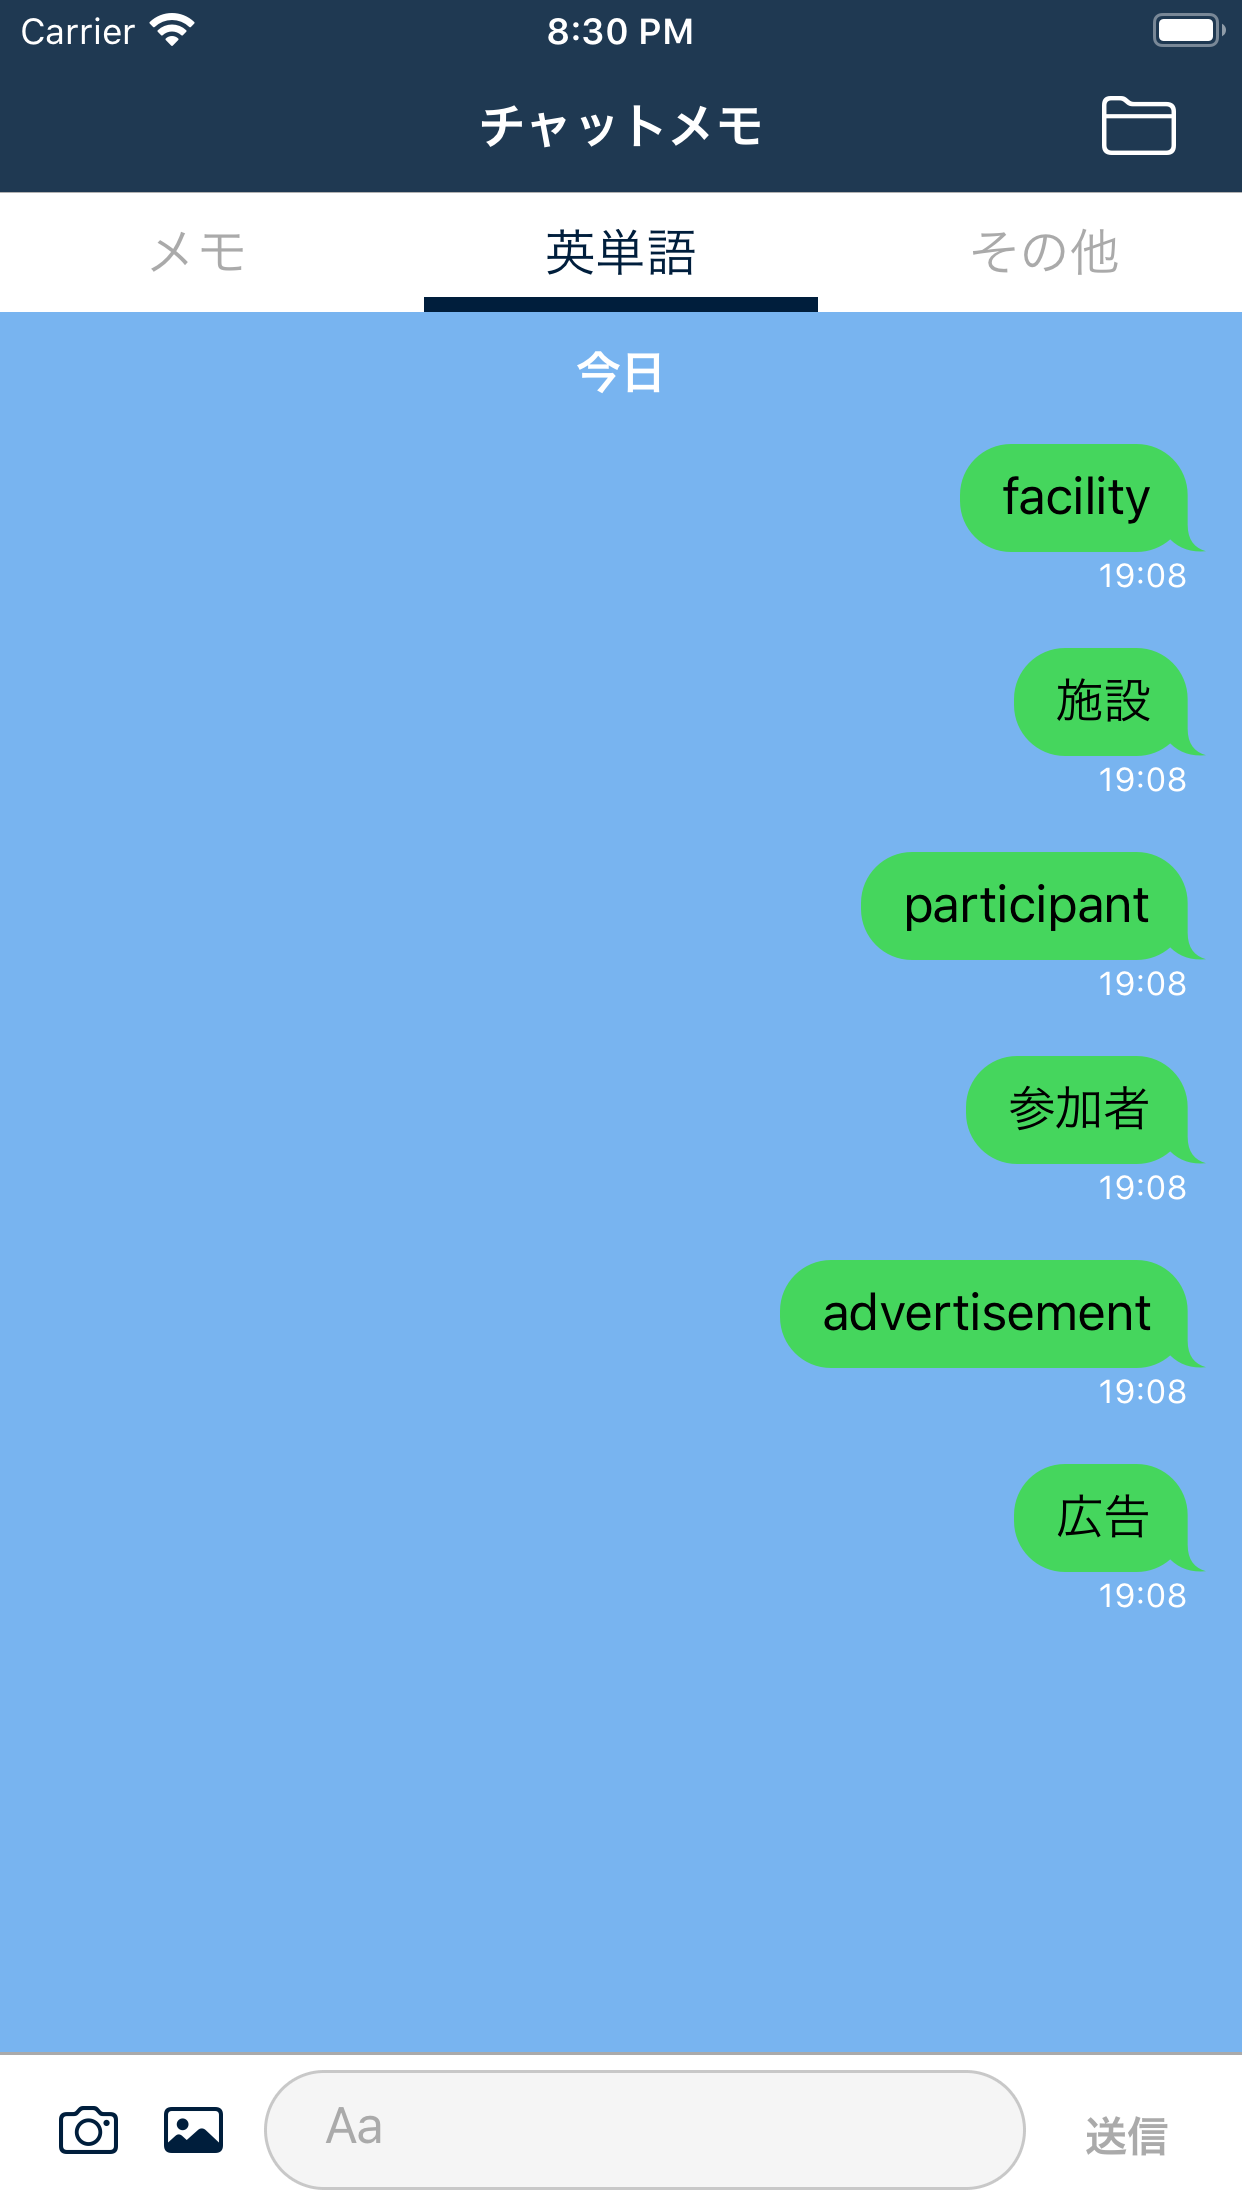 Carrier 8:30 PM
チャットメモ
メモ 英単語 その他
今日
facility
19:08
施設
19:08
participant
19:08
参加者
19:08
advertisement
19:08
広告
19:08
Aa 送信